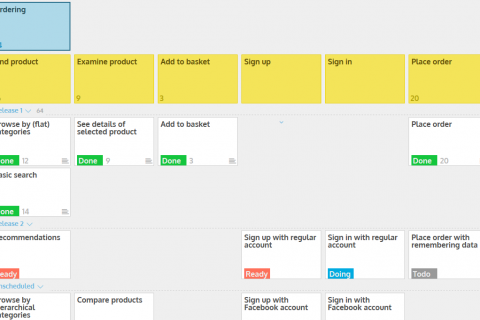 rdering
nd product
Examine product
Add to basket
Sign up
Sign in
Place order
9
3
20
elease 1
64
rowse by (flat)
ategories
See details of
selected product
Add to basket
Place order
one 12
Done 9
Done 3
Done 20
asic search
one 14
elease 2
ecommendations
Sign up with regular
account
Sign in with regular
account
Place order with
remembering data
eady
Ready
Doing
Todo
nscheduled
rowse by
erarchical
ategories
Compare products
Sign up with
Facebook account
Sign in with
Facebook account